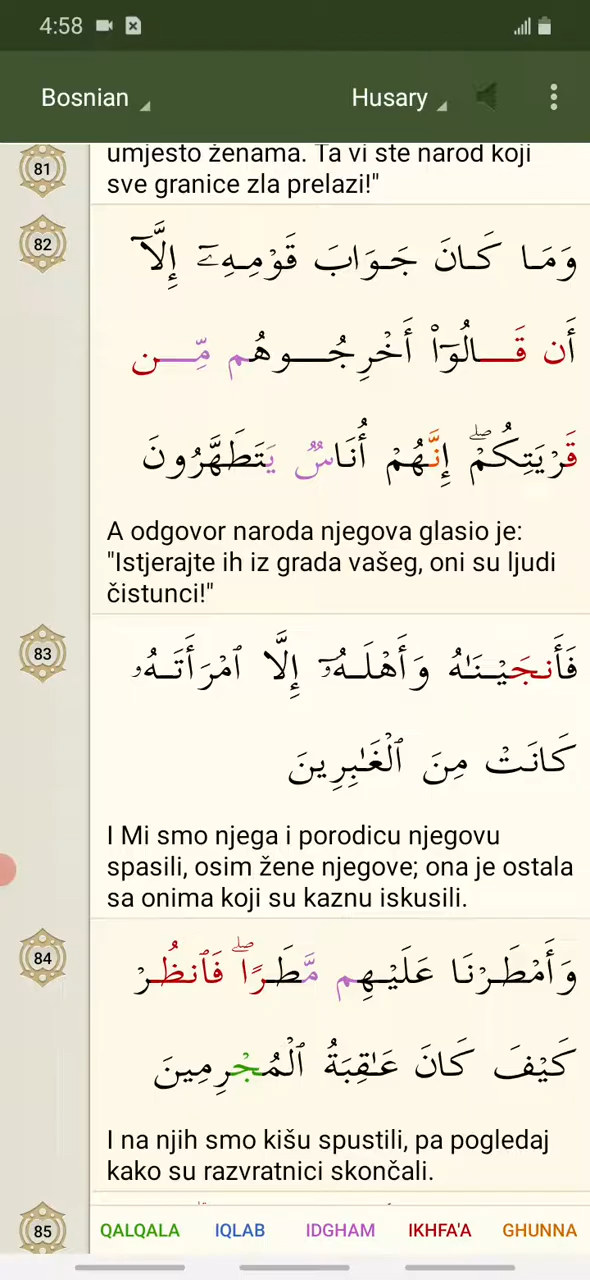 4:58
Bosnian
Husary
81
umjesto ženama. Ta vi ste narod koji
sve granice zla prelazi!"
82
وَمَا كَانَ جَوَابَ قَوْمِهِۦٓ إِلَّآ
أَن قَالُوٓا۟ أَخْرِجُوهُم مِّن
قَرْيَتِكُمْ ۖ إِنَّهُمْ أُنَاسٌ يَتَطَهَّرُونَ
A odgovor naroda njegova glasio je:
"Istjerajte ih iz grada vašeg, oni su ljudi
čistunci!"
83
فَأَنجَيْنَـٰهُ وَأَهْلَهُۥٓ إِلَّا ٱمْرَأَتَهُۥ
كَانَتْ مِنَ ٱلْغَـٰبِرِينَ
I Mi smo njega i porodicu njegovu
spasili, osim žene njegove; ona je ostala
sa onima koji su kaznu iskusili.
84
وَأَمْطَرْنَا عَلَيْهِم مَّطَرًا ۖ فَٱنظُرْ
كَيْفَ كَانَ عَـٰقِبَةُ ٱلْمُجْرِمِينَ
I na njih smo kišu spustili, pa pogledaj
kako su razvratnici skončali.
85
QALQALA IQLAB IDGHAM IKHFA'A GHUNNA